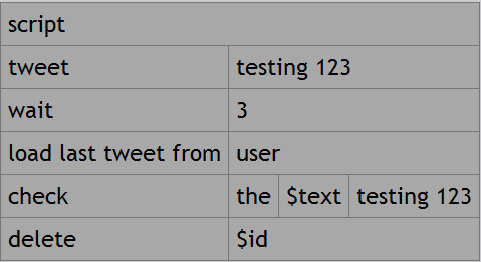 script
tweet testing 123
wait 3
load last tweet from user
check the $text testing 123
delete $id